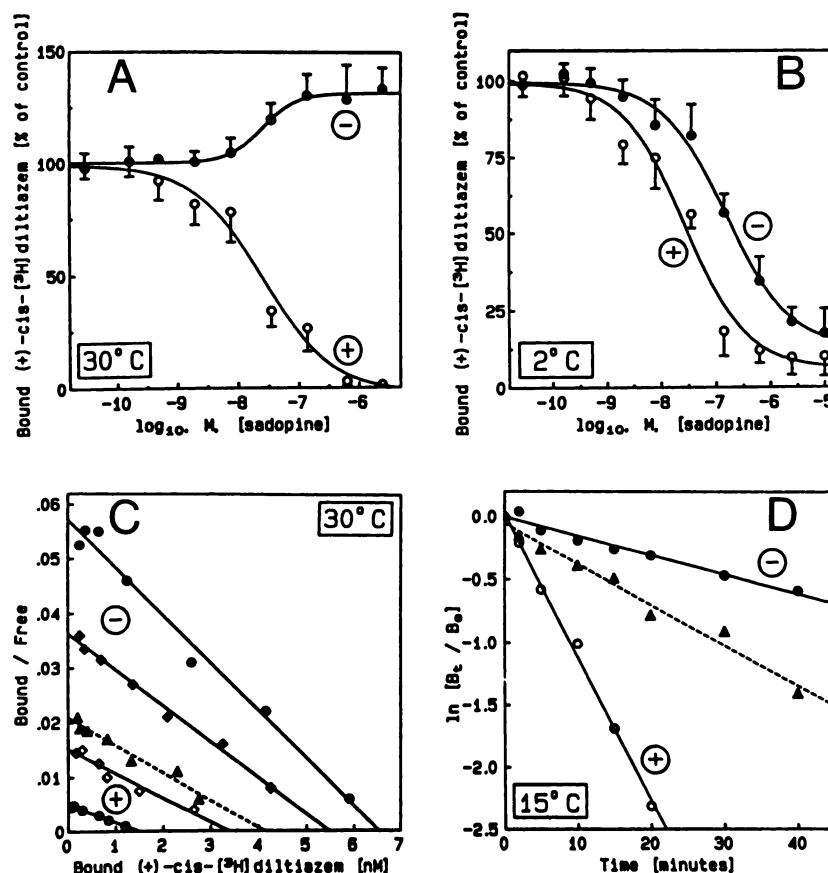 A
Bound (+)-cis-[³H]diltiazem [% of control]
150
100
50
0
-
+
30°C
-10 -9 -8 -7 -6
log₁₀. M. [sadopine]
B
Bound (+)-cis-[³H]diltiazem [% of control]
100
75
50
25
0
-
+
2°C
-10 -9 -8 -7 -6 -5
log₁₀. M. [sadopine]
C
30°C
Bound / Free
.06
.05
.04
.03
.02
.01
0
-
+
0 1 2 3 4 5 6 7
Bound (+)-cis-[³H]diltiazem [nM]
D
ln [Bₜ / Bₒ]
0.0
-0.5
-1.0
-1.5
-2.0
-2.5
-
+
15°C
0 10 20 30 40
Time [minutes]